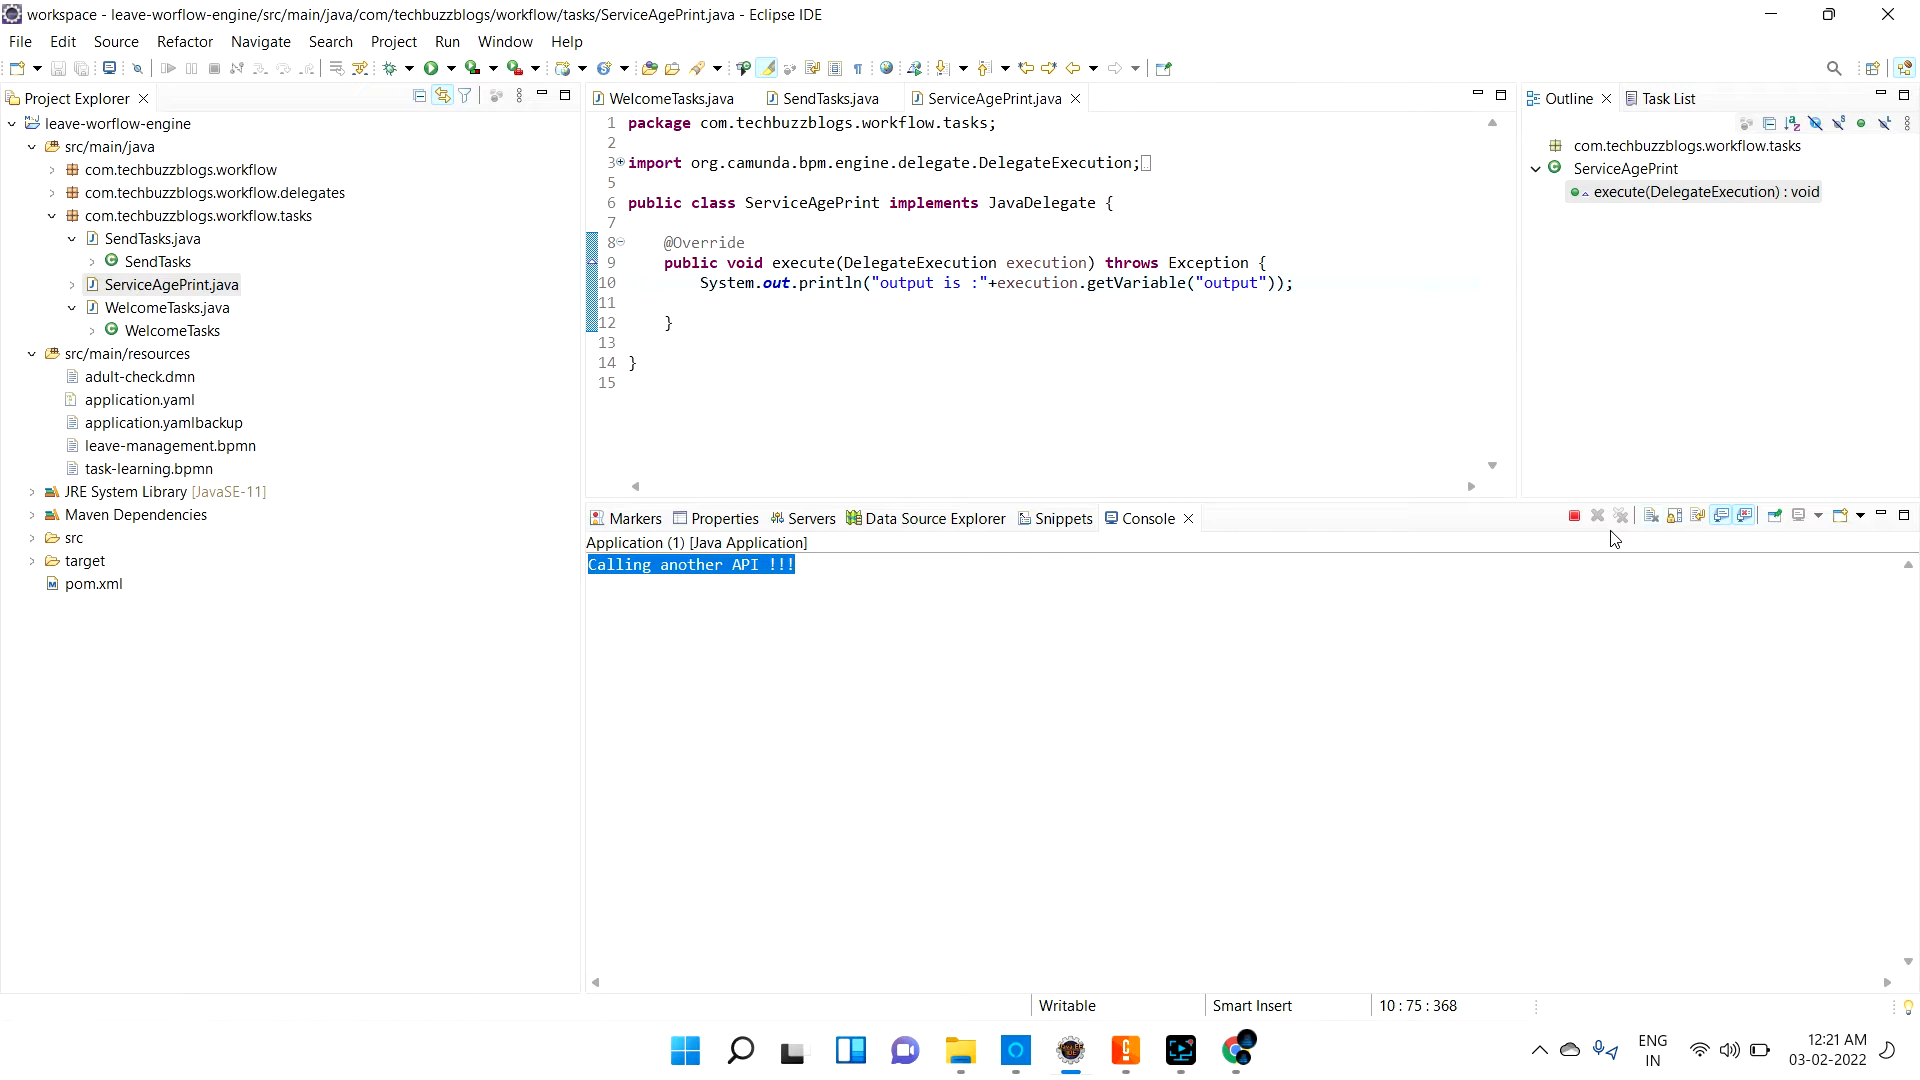 workspace - leave-worflow-engine/src/main/java/com/techbuzzblogs/workflow/tasks/ServiceAgePrint.java - Eclipse IDE
File Edit Source Refactor Navigate Search Project Run Window Help
Project Explorer
leave-worflow-engine
src/main/java
com.techbuzzblogs.workflow
com.techbuzzblogs.workflow.delegates
com.techbuzzblogs.workflow.tasks
SendTasks.java
SendTasks
ServiceAgePrint.java
WelcomeTasks.java
WelcomeTasks
src/main/resources
adult-check.dmn
application.yaml
application.yamlbackup
leave-management.bpmn
task-learning.bpmn
JRE System Library [JavaSE-11]
Maven Dependencies
src
target
pom.xml
WelcomeTasks.java SendTasks.java ServiceAgePrint.java
1 package com.techbuzzblogs.workflow.tasks;
2
3 import org.camunda.bpm.engine.delegate.DelegateExecution;
5
6 public class ServiceAgePrint implements JavaDelegate {
7
8 @Override
9 public void execute(DelegateExecution execution) throws Exception {
10 System.out.println("output is :"+execution.getVariable("output"));
11
12 }
13
14 }
15
Outline Task List
com.techbuzzblogs.workflow.tasks
ServiceAgePrint
execute(DelegateExecution) : void
Markers Properties Servers Data Source Explorer Snippets Console
Application (1) [Java Application]
Calling another API !!!
Writable Smart Insert 10 : 75 : 368
ENG
IN
12:21 AM
03-02-2022